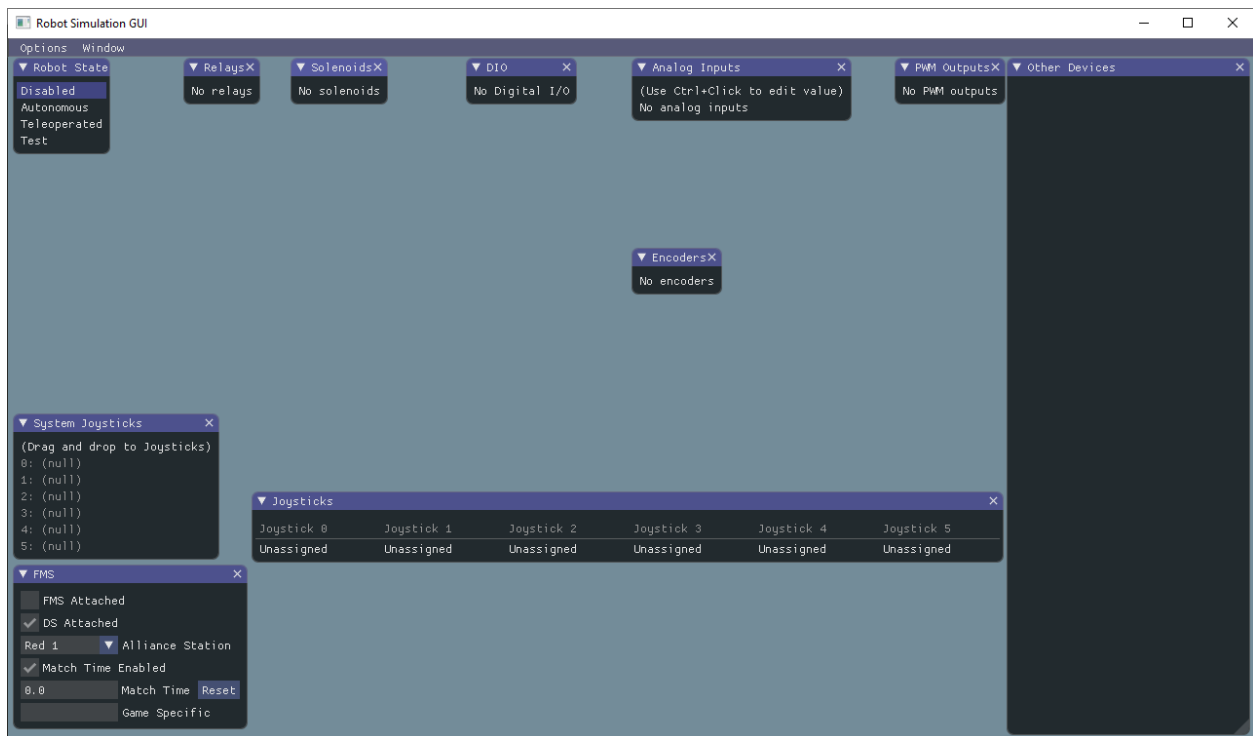 Robot Simulation GUI
Options Window
Robot State
Disabled
Autonomous
Teleoperated
Test
Relays
No relays
Solenoids
No solenoids
DIO
No Digital I/O
Analog Inputs
(Use Ctrl+Click to edit value)
No analog inputs
PWM Outputs
No PWM outputs
Other Devices
Encoders
No encoders
System Joysticks
(Drag and drop to Joysticks)
0: (null)
1: (null)
2: (null)
3: (null)
4: (null)
5: (null)
Joysticks
Joystick 0 Joystick 1 Joystick 2 Joystick 3 Joystick 4 Joystick 5
Unassigned Unassigned Unassigned Unassigned Unassigned Unassigned
FMS
FMS Attached
DS Attached
Red 1 Alliance Station
Match Time Enabled
0.0 Match Time Reset
Game Specific